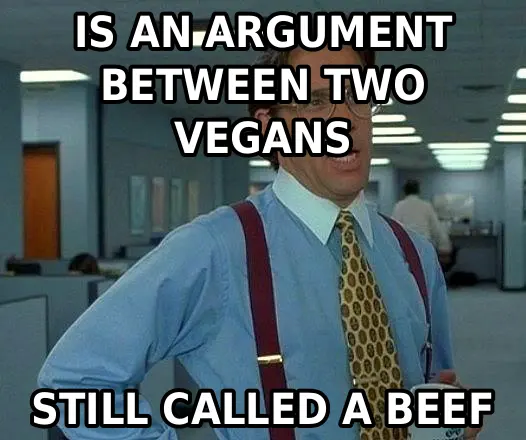 IS AN ARGUMENT
BETWEEN TWO
VEGANS
STILL CALLED A BEEF